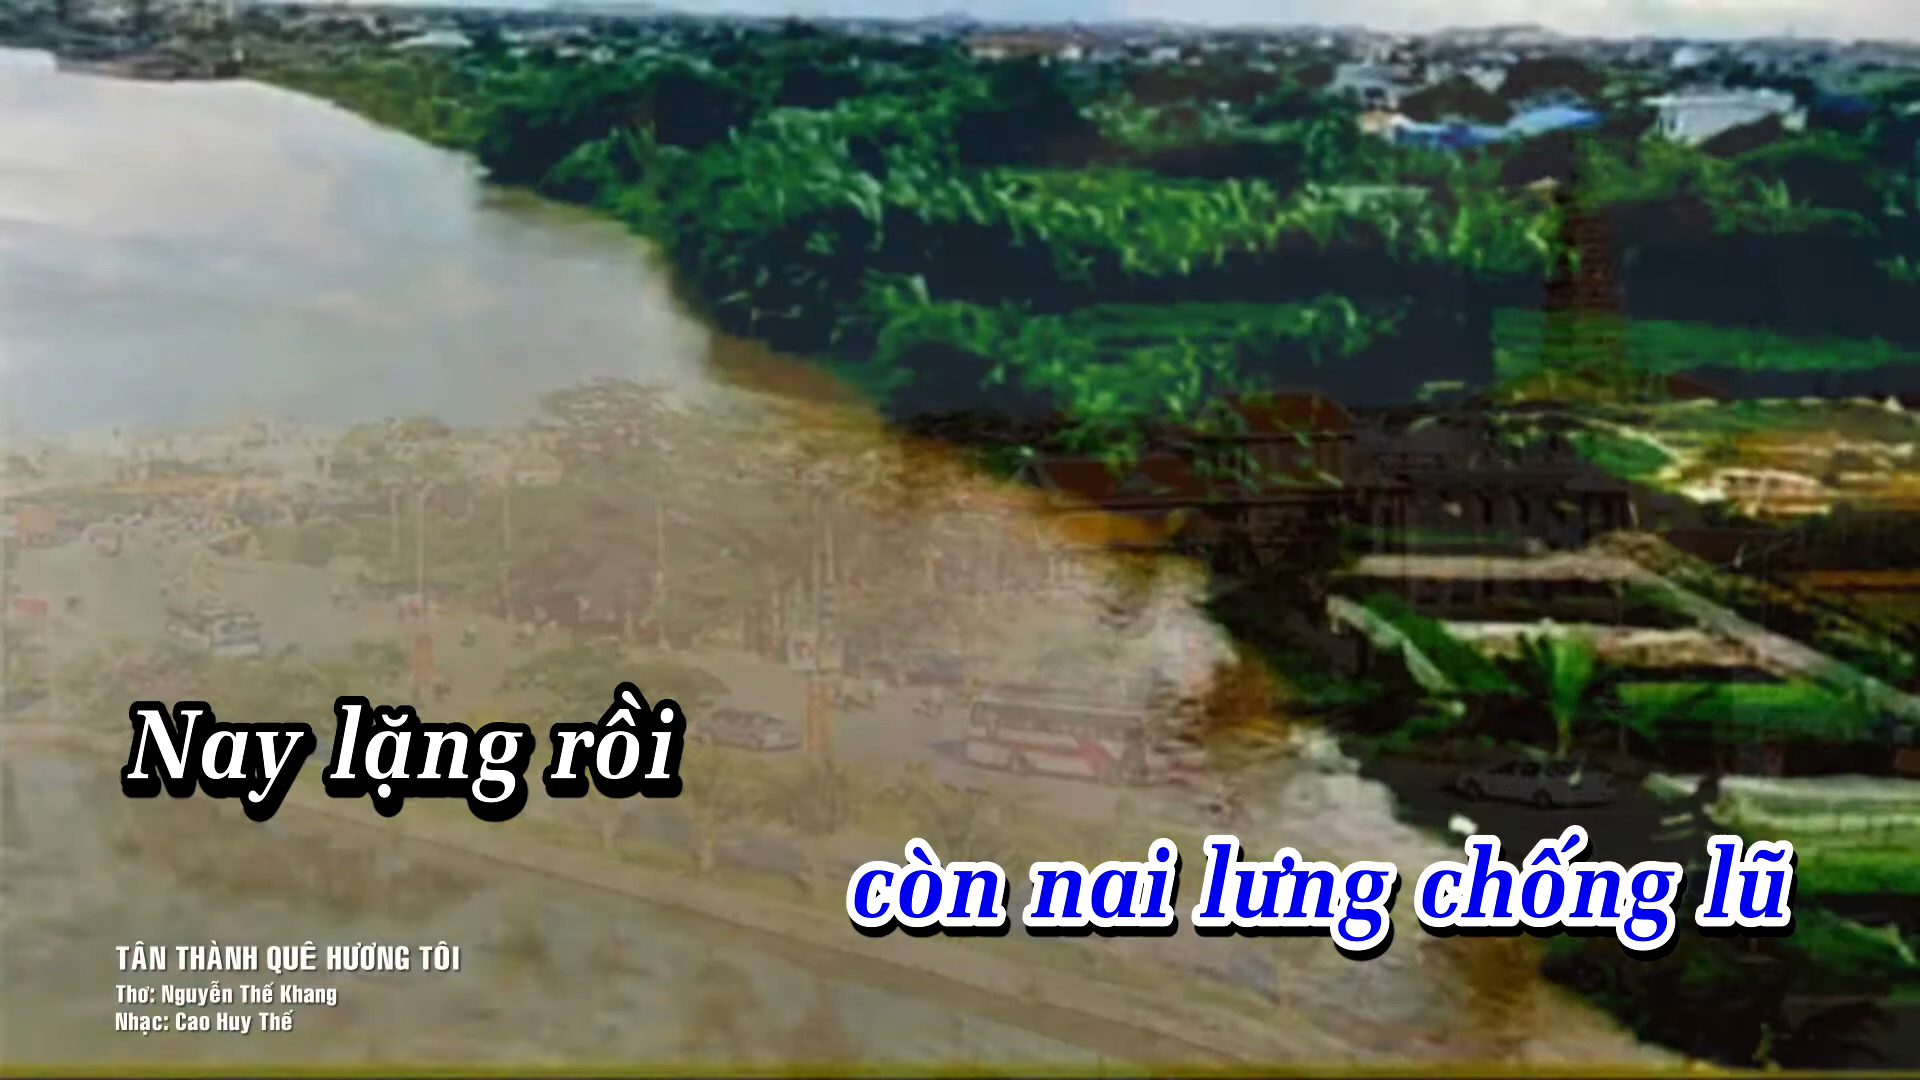 Nay lặng rồi
còn nai lưng chống lũ
TÂN THÀNH QUÊ HƯƠNG TÔI
Thơ: Nguyễn Thế Khang
Nhạc: Cao Huy Thế